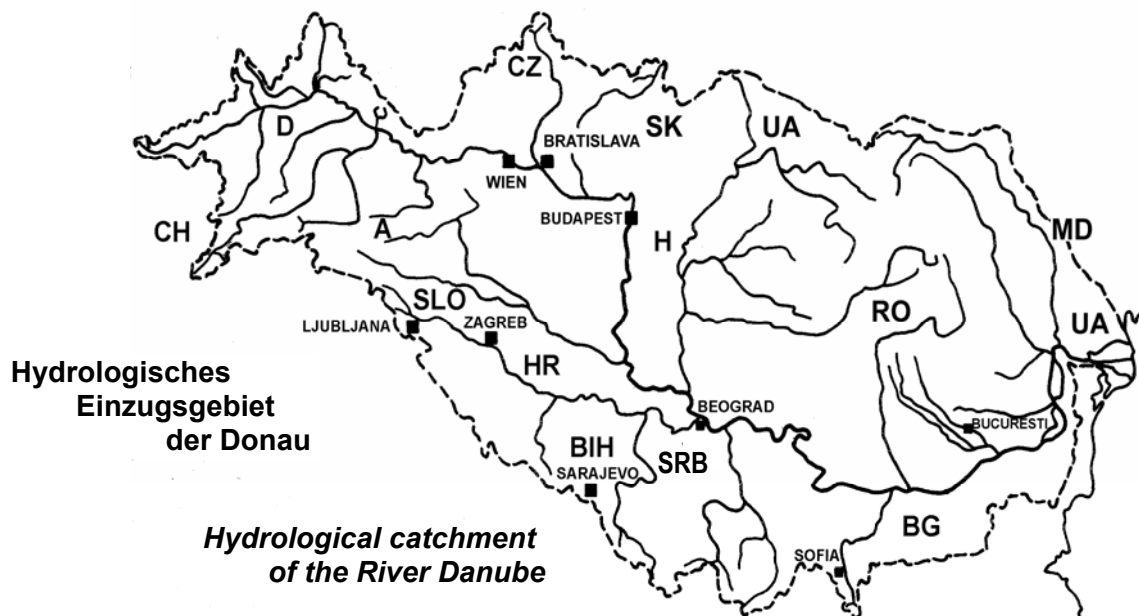 CZ
D
SK
UA
BRATISLAVA
WIEN
CH
A
BUDAPEST
H
MD
SLO
RO
LJUBLJANA
ZAGREB
UA
HR
Hydrologisches
Einzugsgebiet
der Donau
BEOGRAD
BUCURESTI
BIH
SRB
SARAJEVO
BG
Hydrological catchment
of the River Danube
SOFIA